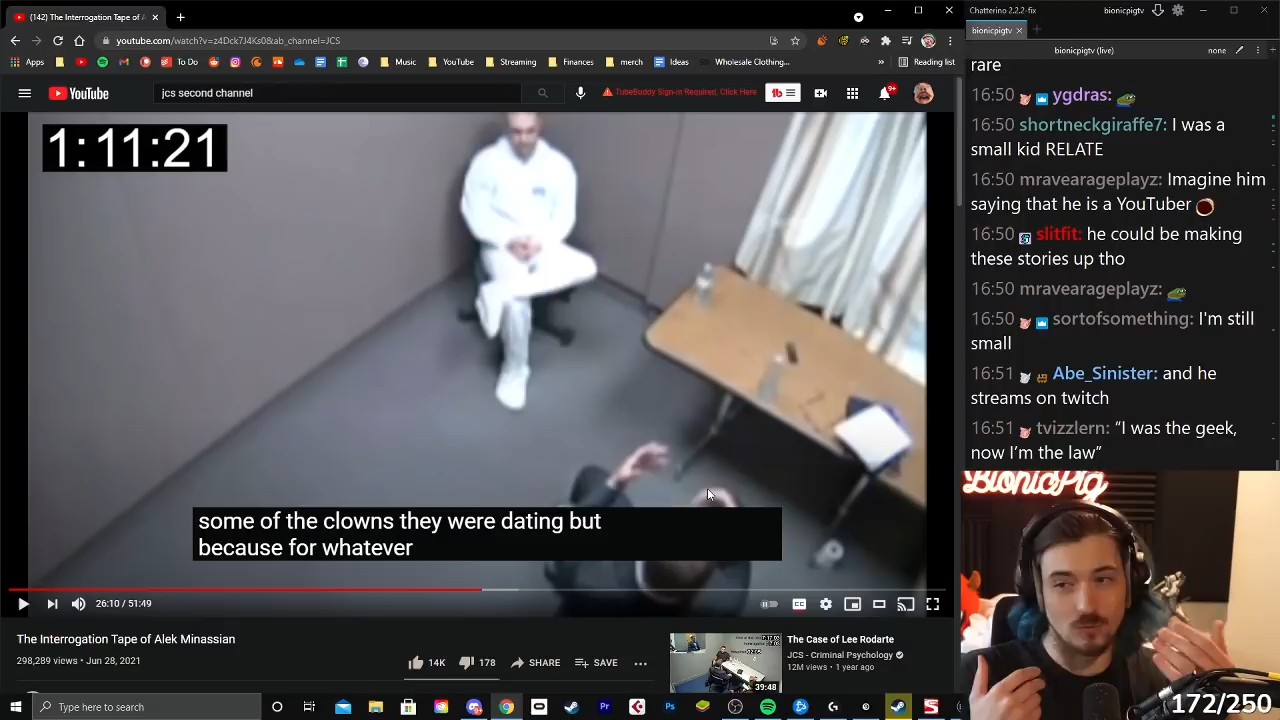 (142) The Interrogation Tape of A
youtube.com/watch?v=z4Dck7J4Ks0&ab_channel=JCS
Apps
To Do
Music
YouTube
Streaming
Finances
merch
Ideas
Wholesale Clothing...
Reading list
YouTube
jcs second channel
TubeBuddy Sign-In Required, Click Here
9+
1:11:21
some of the clowns they were dating but
because for whatever
26:10 / 51:49
The Interrogation Tape of Alek Minassian
298,289 views • Jun 28, 2021
14K
178
SHARE
SAVE
39:48
The Case of Lee Rodarte
JCS - Criminal Psychology
12M views • 1 year ago
Type here to search
Chatterino 2.2.2-fix
bionicpigtv
bionicpigtv
bionicpigtv (live)
none
rare
16:50 ygdras:
16:50 shortneckgiraffe7: I was a
small kid RELATE
16:50 mravearageplayz: Imagine him
saying that he is a YouTuber
16:50 slitfit: he could be making
these stories up tho
16:50 mravearageplayz:
16:50 sortofsomething: I'm still
small
16:51 Abe_Sinister: and he
streams on twitch
16:51 tvizzlern: “I was the geek,
now I’m the law”
BionicPig
172/250